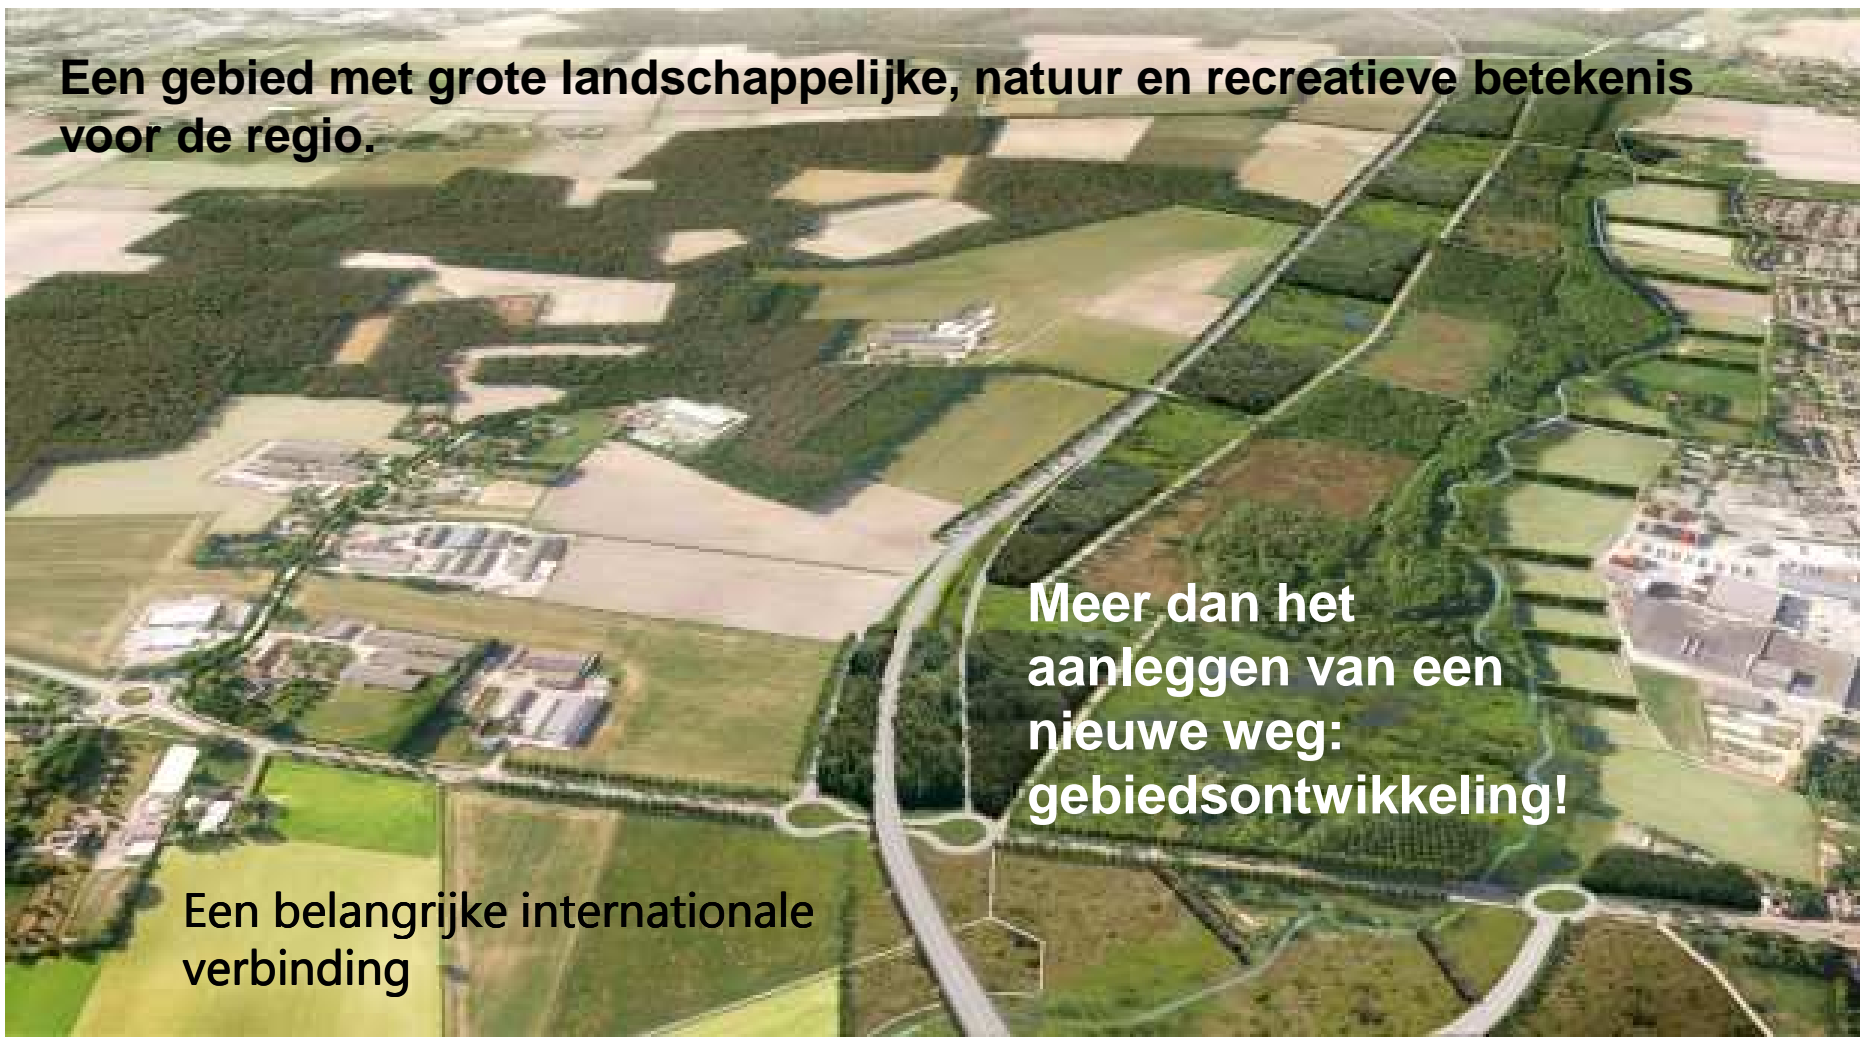 Een gebied met grote landschappelijke, natuur en recreatieve betekenis
voor de regio.
Meer dan het
aanleggen van een
nieuwe weg:
gebiedsontwikkeling!
Een belangrijke internationale
verbinding